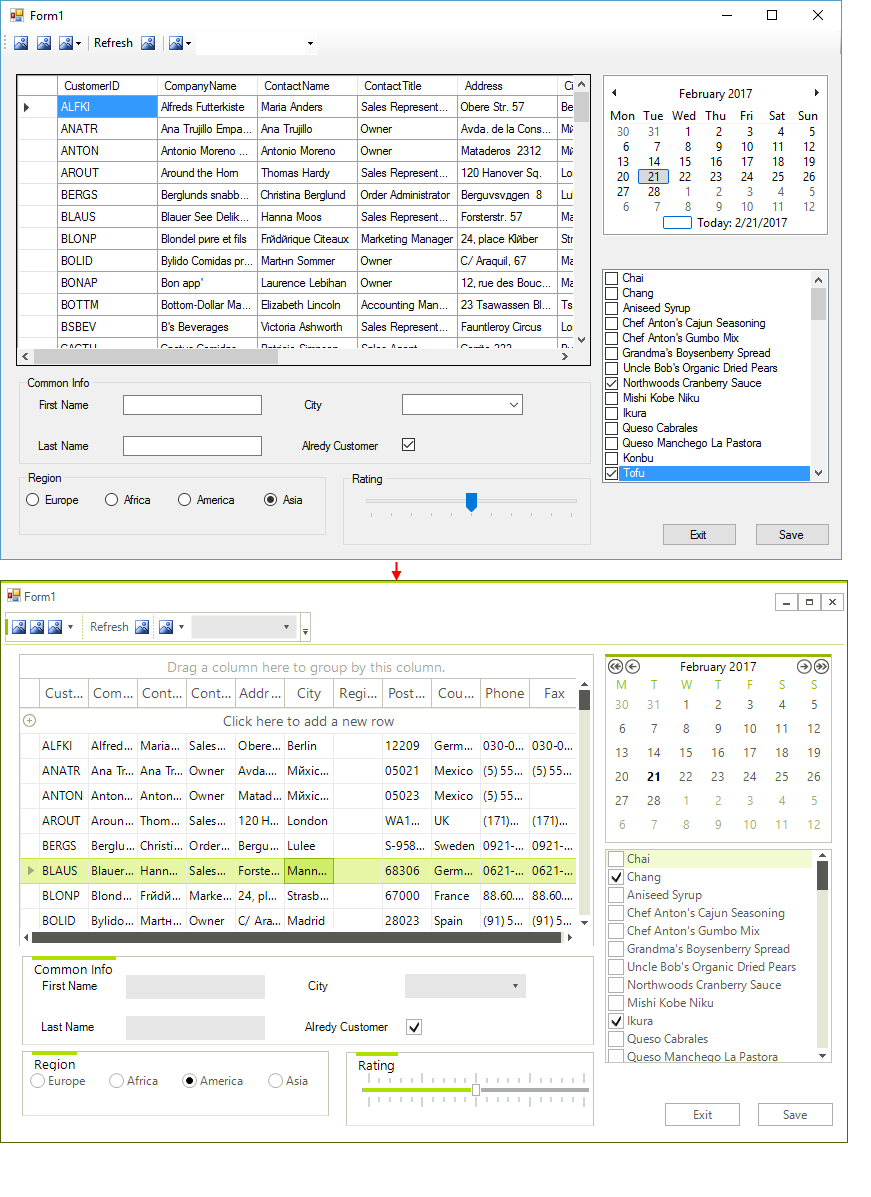 Form1
Refresh
CustomerID CompanyName ContactName ContactTitle Address
ALFKI Alfreds Futterkiste Maria Anders Sales Represent... Obere Str. 57 Be
ANATR Ana Trujillo Empa... Ana Trujillo Owner Avda. de la Cons...
ANTON Antonio Moreno ... Antonio Moreno Owner Mataderos 2312
AROUT Around the Horn Thomas Hardy Sales Represent... 120 Hanover Sq. Lo
BERGS Berglunds snabb... Christina Berglund Order Administrator Berguvsvдgen 8 Lu
BLAUS Blauer See Delik... Hanna Moos Sales Represent... Forsterstr. 57 Ma
BLONP Blondel pиre et fils Frйdйrique Citeaux Marketing Manager 24, place Klйber Str
BOLID Bylido Comidas pr... Martнn Sommer Owner C/ Araquil, 67 Ma
BONAP Bon app' Laurence Lebihan Owner 12, rue des Bouc... Ma
BOTTM Bottom-Dollar Ma... Elizabeth Lincoln Accounting Man... 23 Tsawassen Bl... Ts
BSBEV B's Beverages Victoria Ashworth Sales Represent... Fauntleroy Circus Lo
February 2017
Mon Tue Wed Thu Fri Sat Sun
30 31 1 2 3 4 5
6 7 8 9 10 11 12
13 14 15 16 17 18 19
20 21 22 23 24 25 26
27 28 1 2 3 4 5
6 7 8 9 10 11 12
Today: 2/21/2017
Chai
Chang
Aniseed Syrup
Chef Anton's Cajun Seasoning
Chef Anton's Gumbo Mix
Grandma's Boysenberry Spread
Uncle Bob's Organic Dried Pears
Northwoods Cranberry Sauce
Mishi Kobe Niku
Ikura
Queso Cabrales
Queso Manchego La Pastora
Konbu
Tofu
Common Info
First Name City
Last Name Alredy Customer
Region
Europe Africa America Asia
Rating
Exit Save
Form1
Refresh
Drag a column here to group by this column.
Cust... Com... Cont... Cont... Addr... City Regi... Post... Cou... Phone Fax
Click here to add a new row
ALFKI Alfred... Maria... Sales... Obere... Berlin 12209 Germ... 030-0... 030-0...
ANATR Ana Tr... Ana Tr... Owner Avda.... Mйxic... 05021 Mexico (5) 55... (5) 55...
ANTON Anton... Anton... Owner Matad... Mйxic... 05023 Mexico (5) 55...
AROUT Aroun... Thom... Sales... 120 H... London WA1... UK (171)... (171)...
BERGS Berglu... Christi... Order... Bergu... Lulee S-958... Sweden 0921-... 0921-...
BLAUS Blauer... Hann... Sales... Forste... Mann... 68306 Germ... 0621-... 0621-...
BLONP Blond... Frйdй... Marke... 24, pl... Strasb... 67000 France 88.60.... 88.60....
BOLID Bylido... Martн... Owner C/ Ara... Madrid 28023 Spain (91) 5... (91) 5...
February 2017
M T W T F S S
30 31 1 2 3 4 5
6 7 8 9 10 11 12
13 14 15 16 17 18 19
20 21 22 23 24 25 26
27 28 1 2 3 4 5
6 7 8 9 10 11 12
Chai
Chang
Aniseed Syrup
Chef Anton's Cajun Seasoning
Chef Anton's Gumbo Mix
Grandma's Boysenberry Spread
Uncle Bob's Organic Dried Pears
Northwoods Cranberry Sauce
Mishi Kobe Niku
Ikura
Queso Cabrales
Queso Manchego La Pastora
Common Info
First Name City
Last Name Alredy Customer
Region
Europe Africa America Asia
Rating
Exit Save